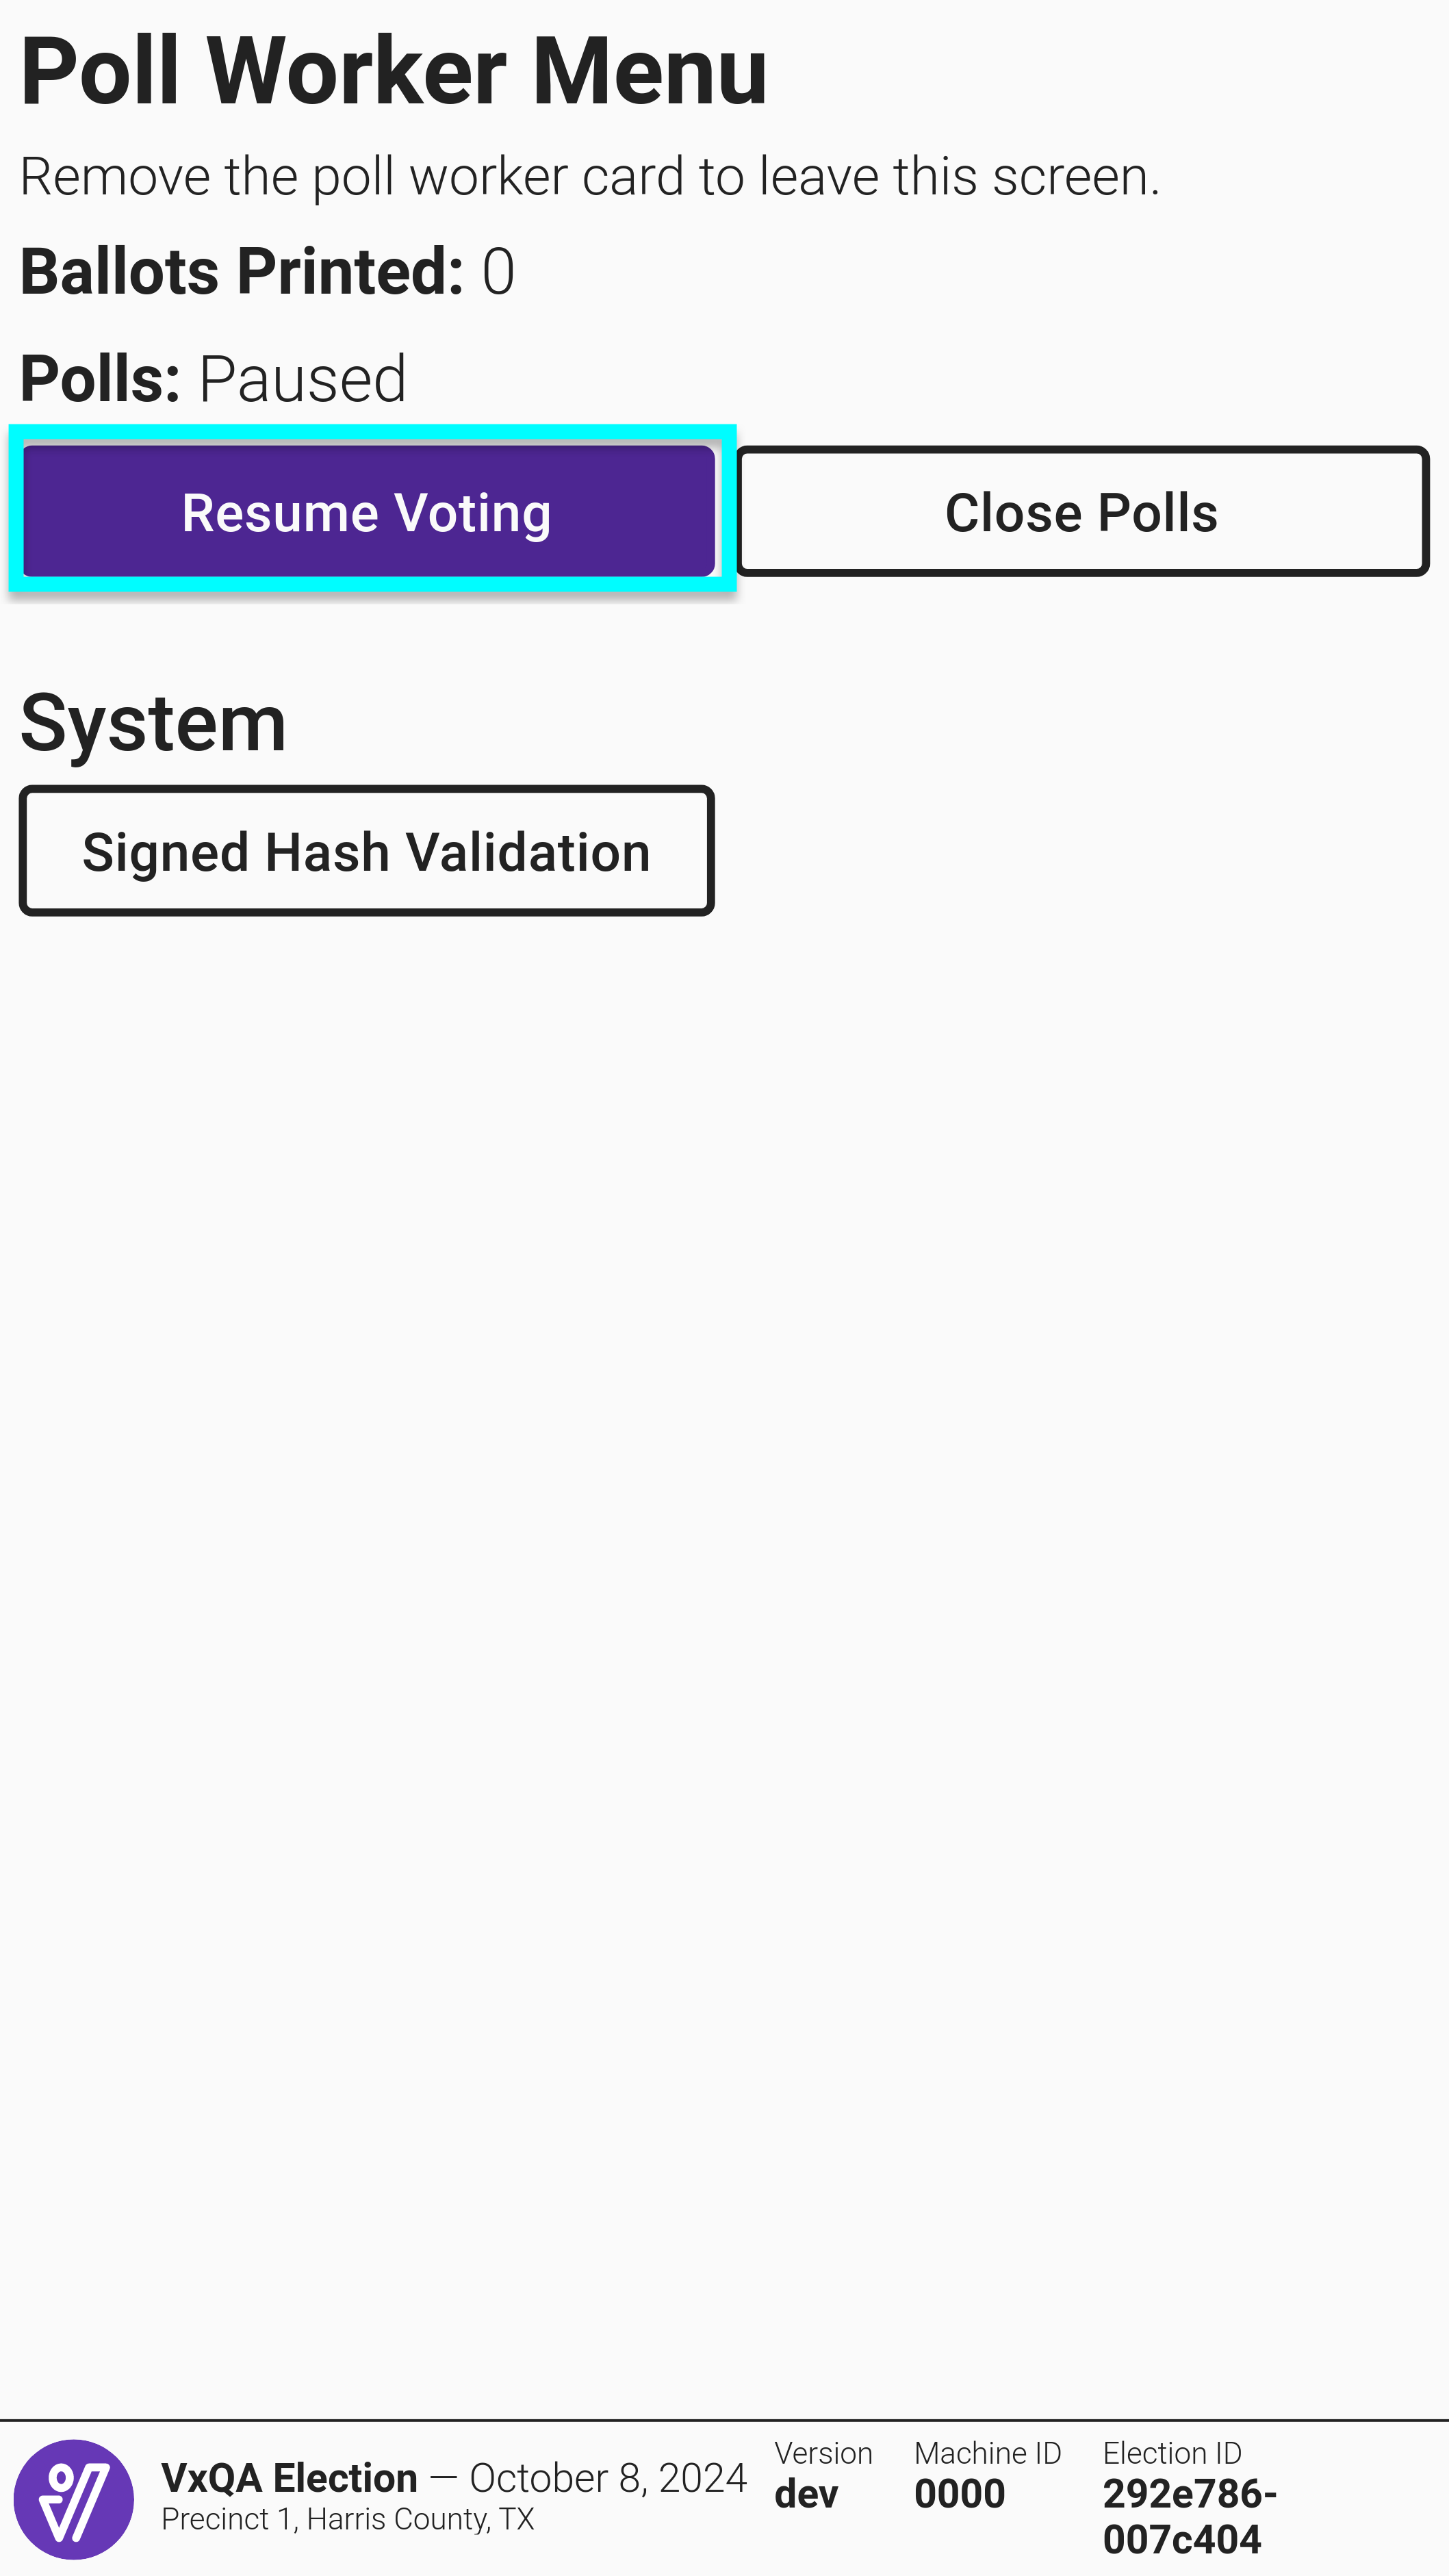 Poll Worker Menu
Remove the poll worker card to leave this screen.
Ballots Printed: 0
Polls: Paused
Resume Voting
Close Polls
System
Signed Hash Validation
VxQA Election — October 8, 2024
Precinct 1, Harris County, TX
Version
dev
Machine ID
0000
Election ID
292e786-
007c404